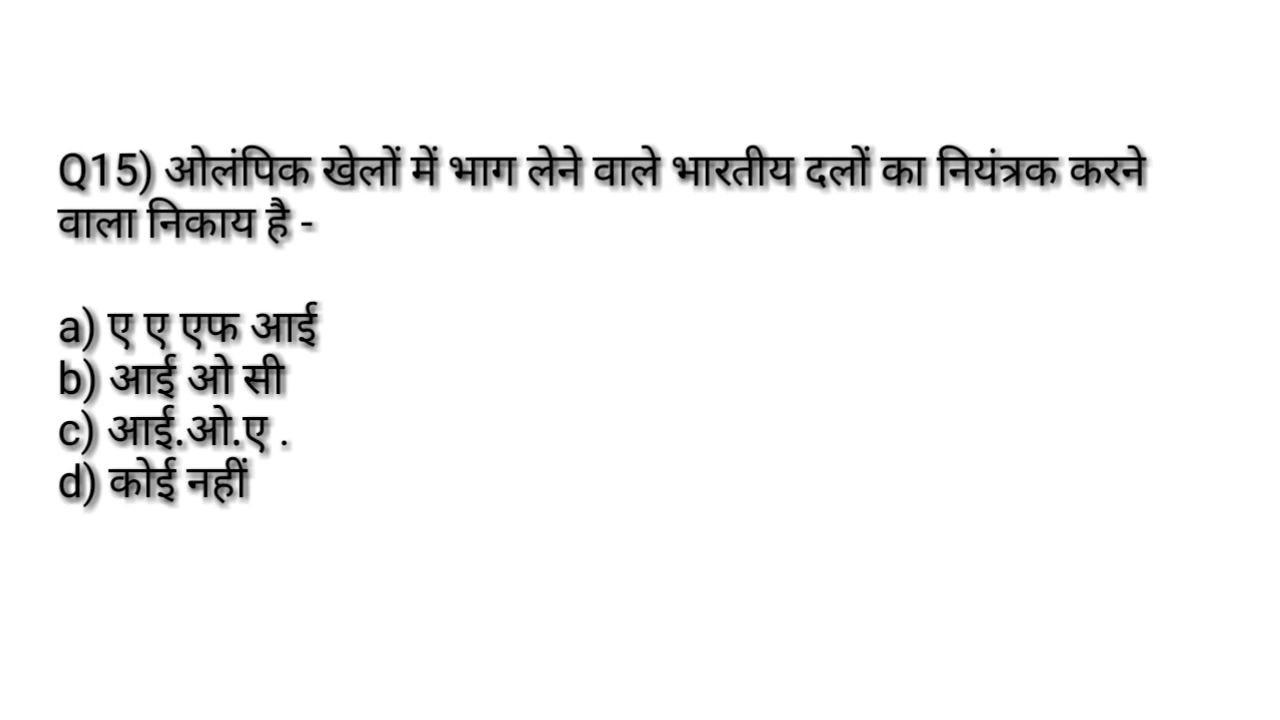 Q15) ओलंपिक खेलों में भाग लेने वाले भारतीय दलों का नियंत्रक करने
वाला निकाय है -
a) ए ए एफ आई
b) आई ओ सी
c) आई.ओ.ए .
d) कोई नहीं